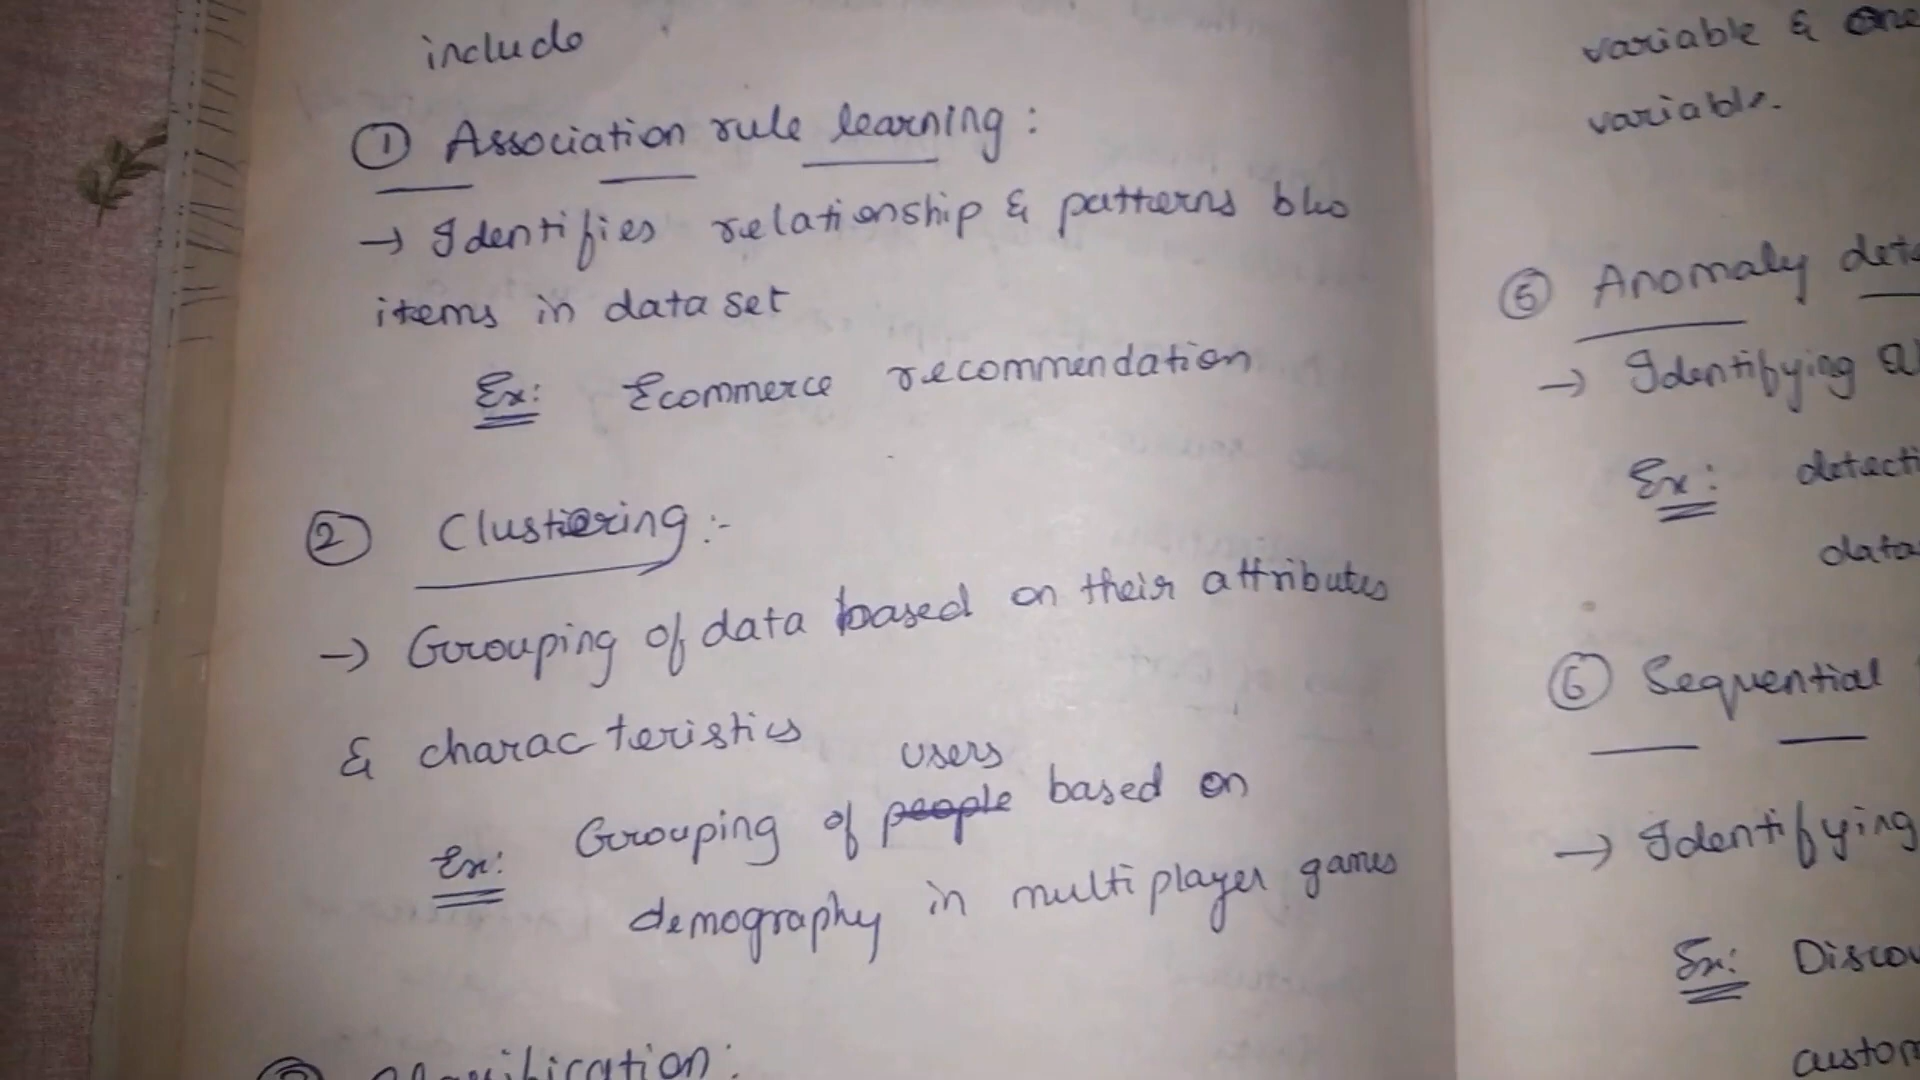 include
① Association rule learning :
→ Identifies relationship & patterns b/w
items in data set
Ex: Ecommerce recommendation
② Clustering :-
→ Grouping of data based on their attributes
& characteristics
users
Ex: Grouping of people based on
demography in multiplayer games
Classification :
variable & one
variable.
⑤ Anomaly
→ Identifying
Ex:
data
⑥ Sequential
→ Identifying
Ex: